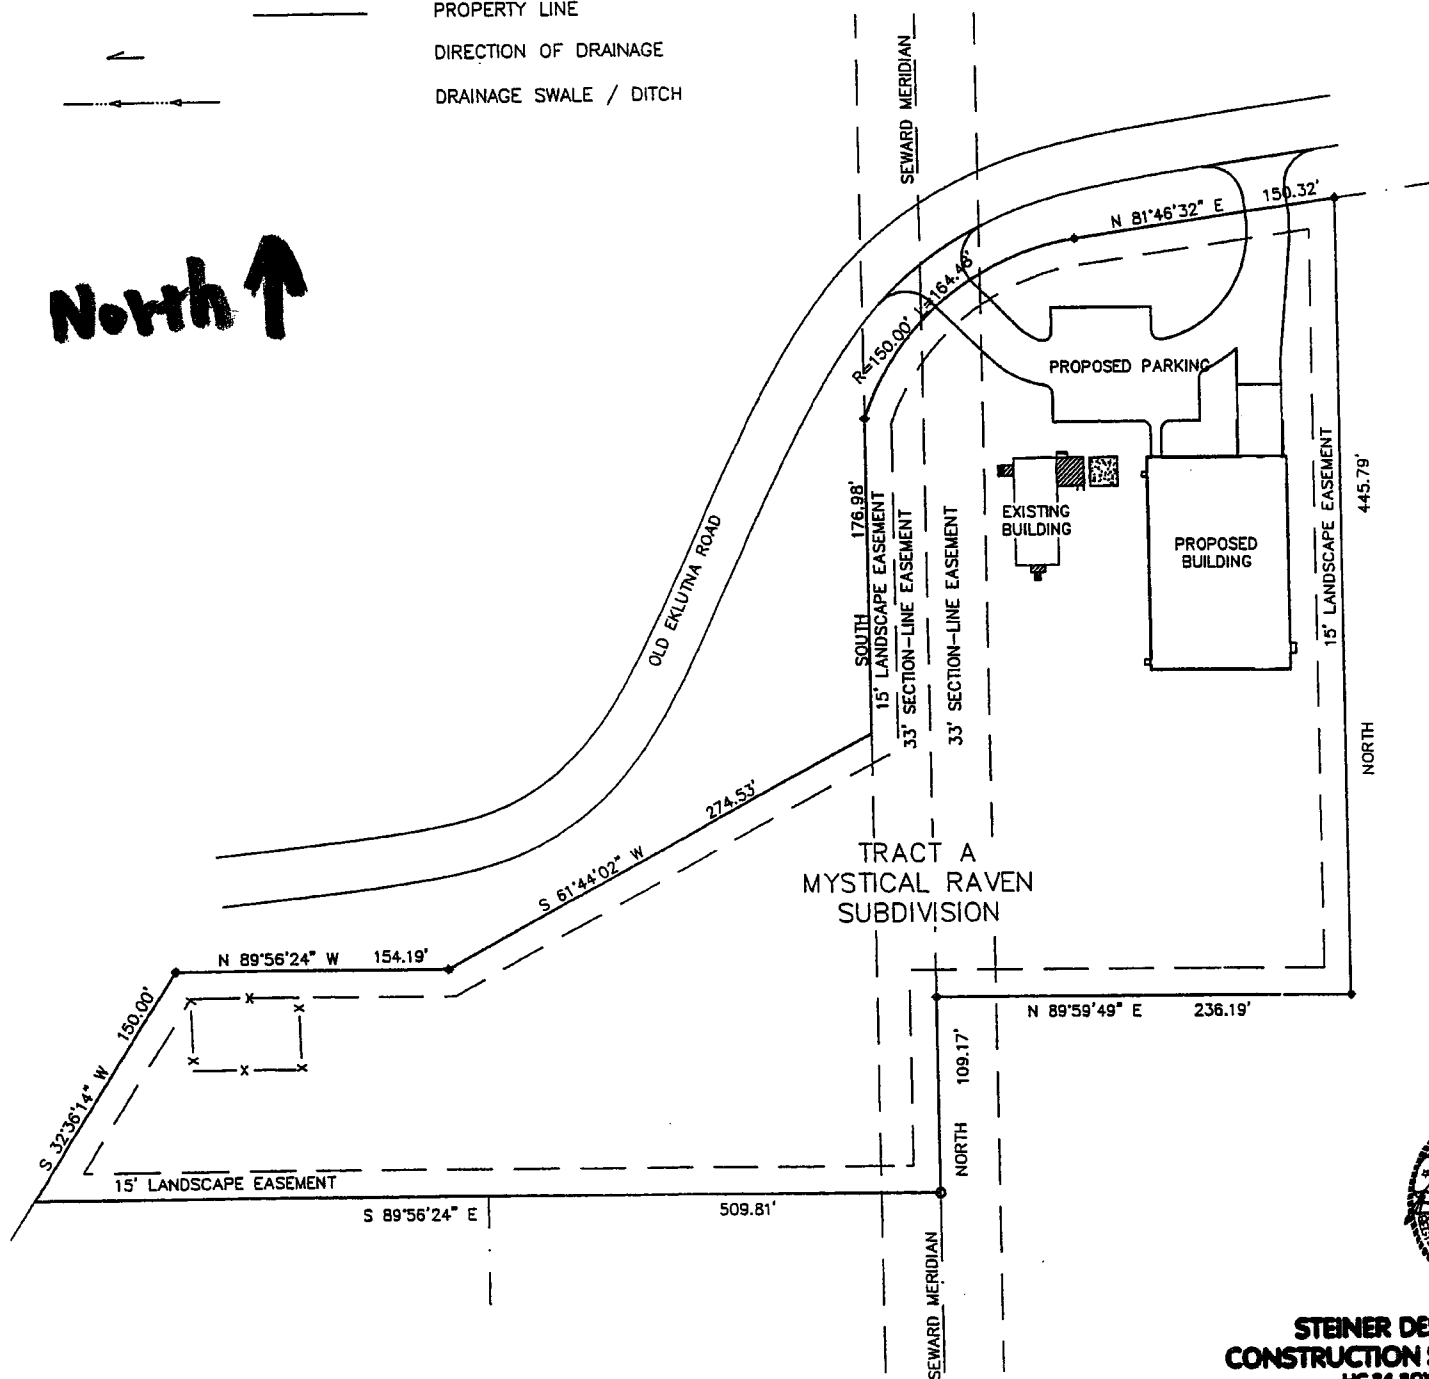 PROPERTY LINE
DIRECTION OF DRAINAGE
DRAINAGE SWALE / DITCH
North
SEWARD MERIDIAN
N 81°46'32" E
150.32'
R=150.00' L=164.48'
PROPOSED PARKING
OLD EKLUTNA ROAD
176.98'
SOUTH
15' LANDSCAPE EASEMENT
33' SECTION-LINE EASEMENT
33' SECTION-LINE EASEMENT
EXISTING
BUILDING
PROPOSED
BUILDING
15' LANDSCAPE EASEMENT
445.79'
NORTH
274.53'
S 61°44'02" W
TRACT A
MYSTICAL RAVEN
SUBDIVISION
N 89°56'24" W
154.19'
150.00'
S 32°36'14" W
N 89°59'49" E
236.19'
109.17'
NORTH
15' LANDSCAPE EASEMENT
S 89°56'24" E
509.81'
SEWARD MERIDIAN
STEINER DE
CONSTRUCTION S